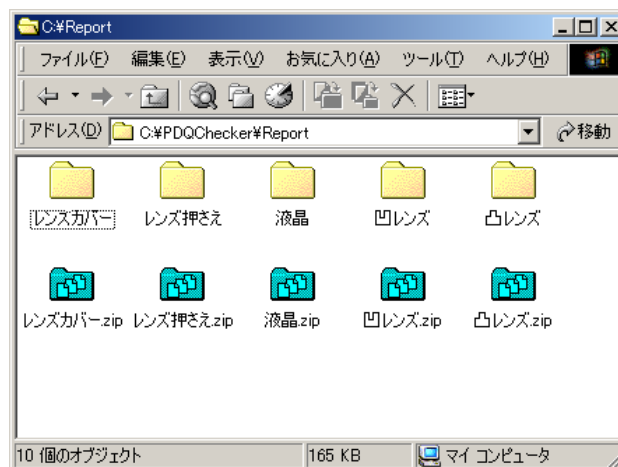 C:¥Report
ファイル(F) 編集(E) 表示(V) お気に入り(A) ツール(T) ヘルプ(H)
アドレス(D) C:¥PDQChecker¥Report 移動
レンズカバー レンズ押さえ 液晶 凹レンズ 凸レンズ
レンズカバー.zip レンズ押さえ.zip 液晶.zip 凹レンズ.zip 凸レンズ.zip
10 個のオブジェクト 165 KB マイ コンピュータ